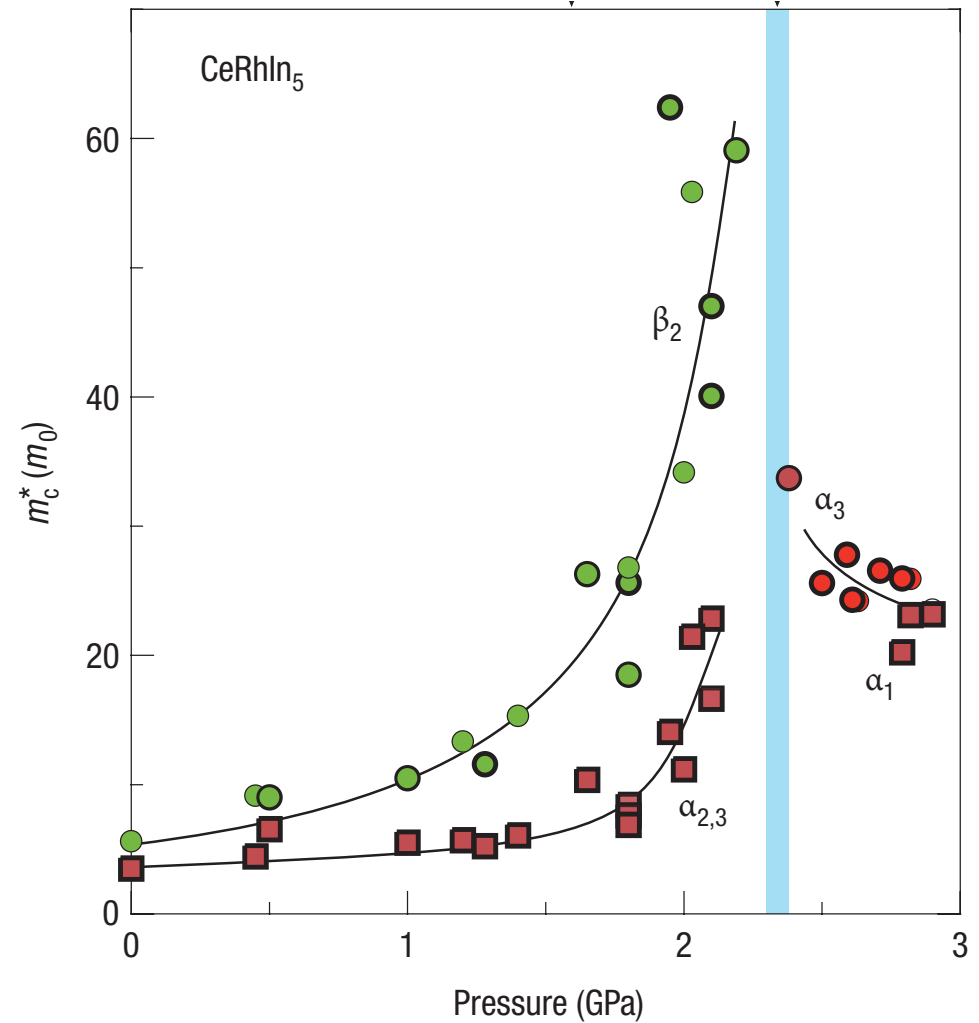 CeRhIn₅
60
40
20
0
β₂
α₃
α₁
α₂,₃
0 1 2 3
m*c (m₀)
Pressure (GPa)